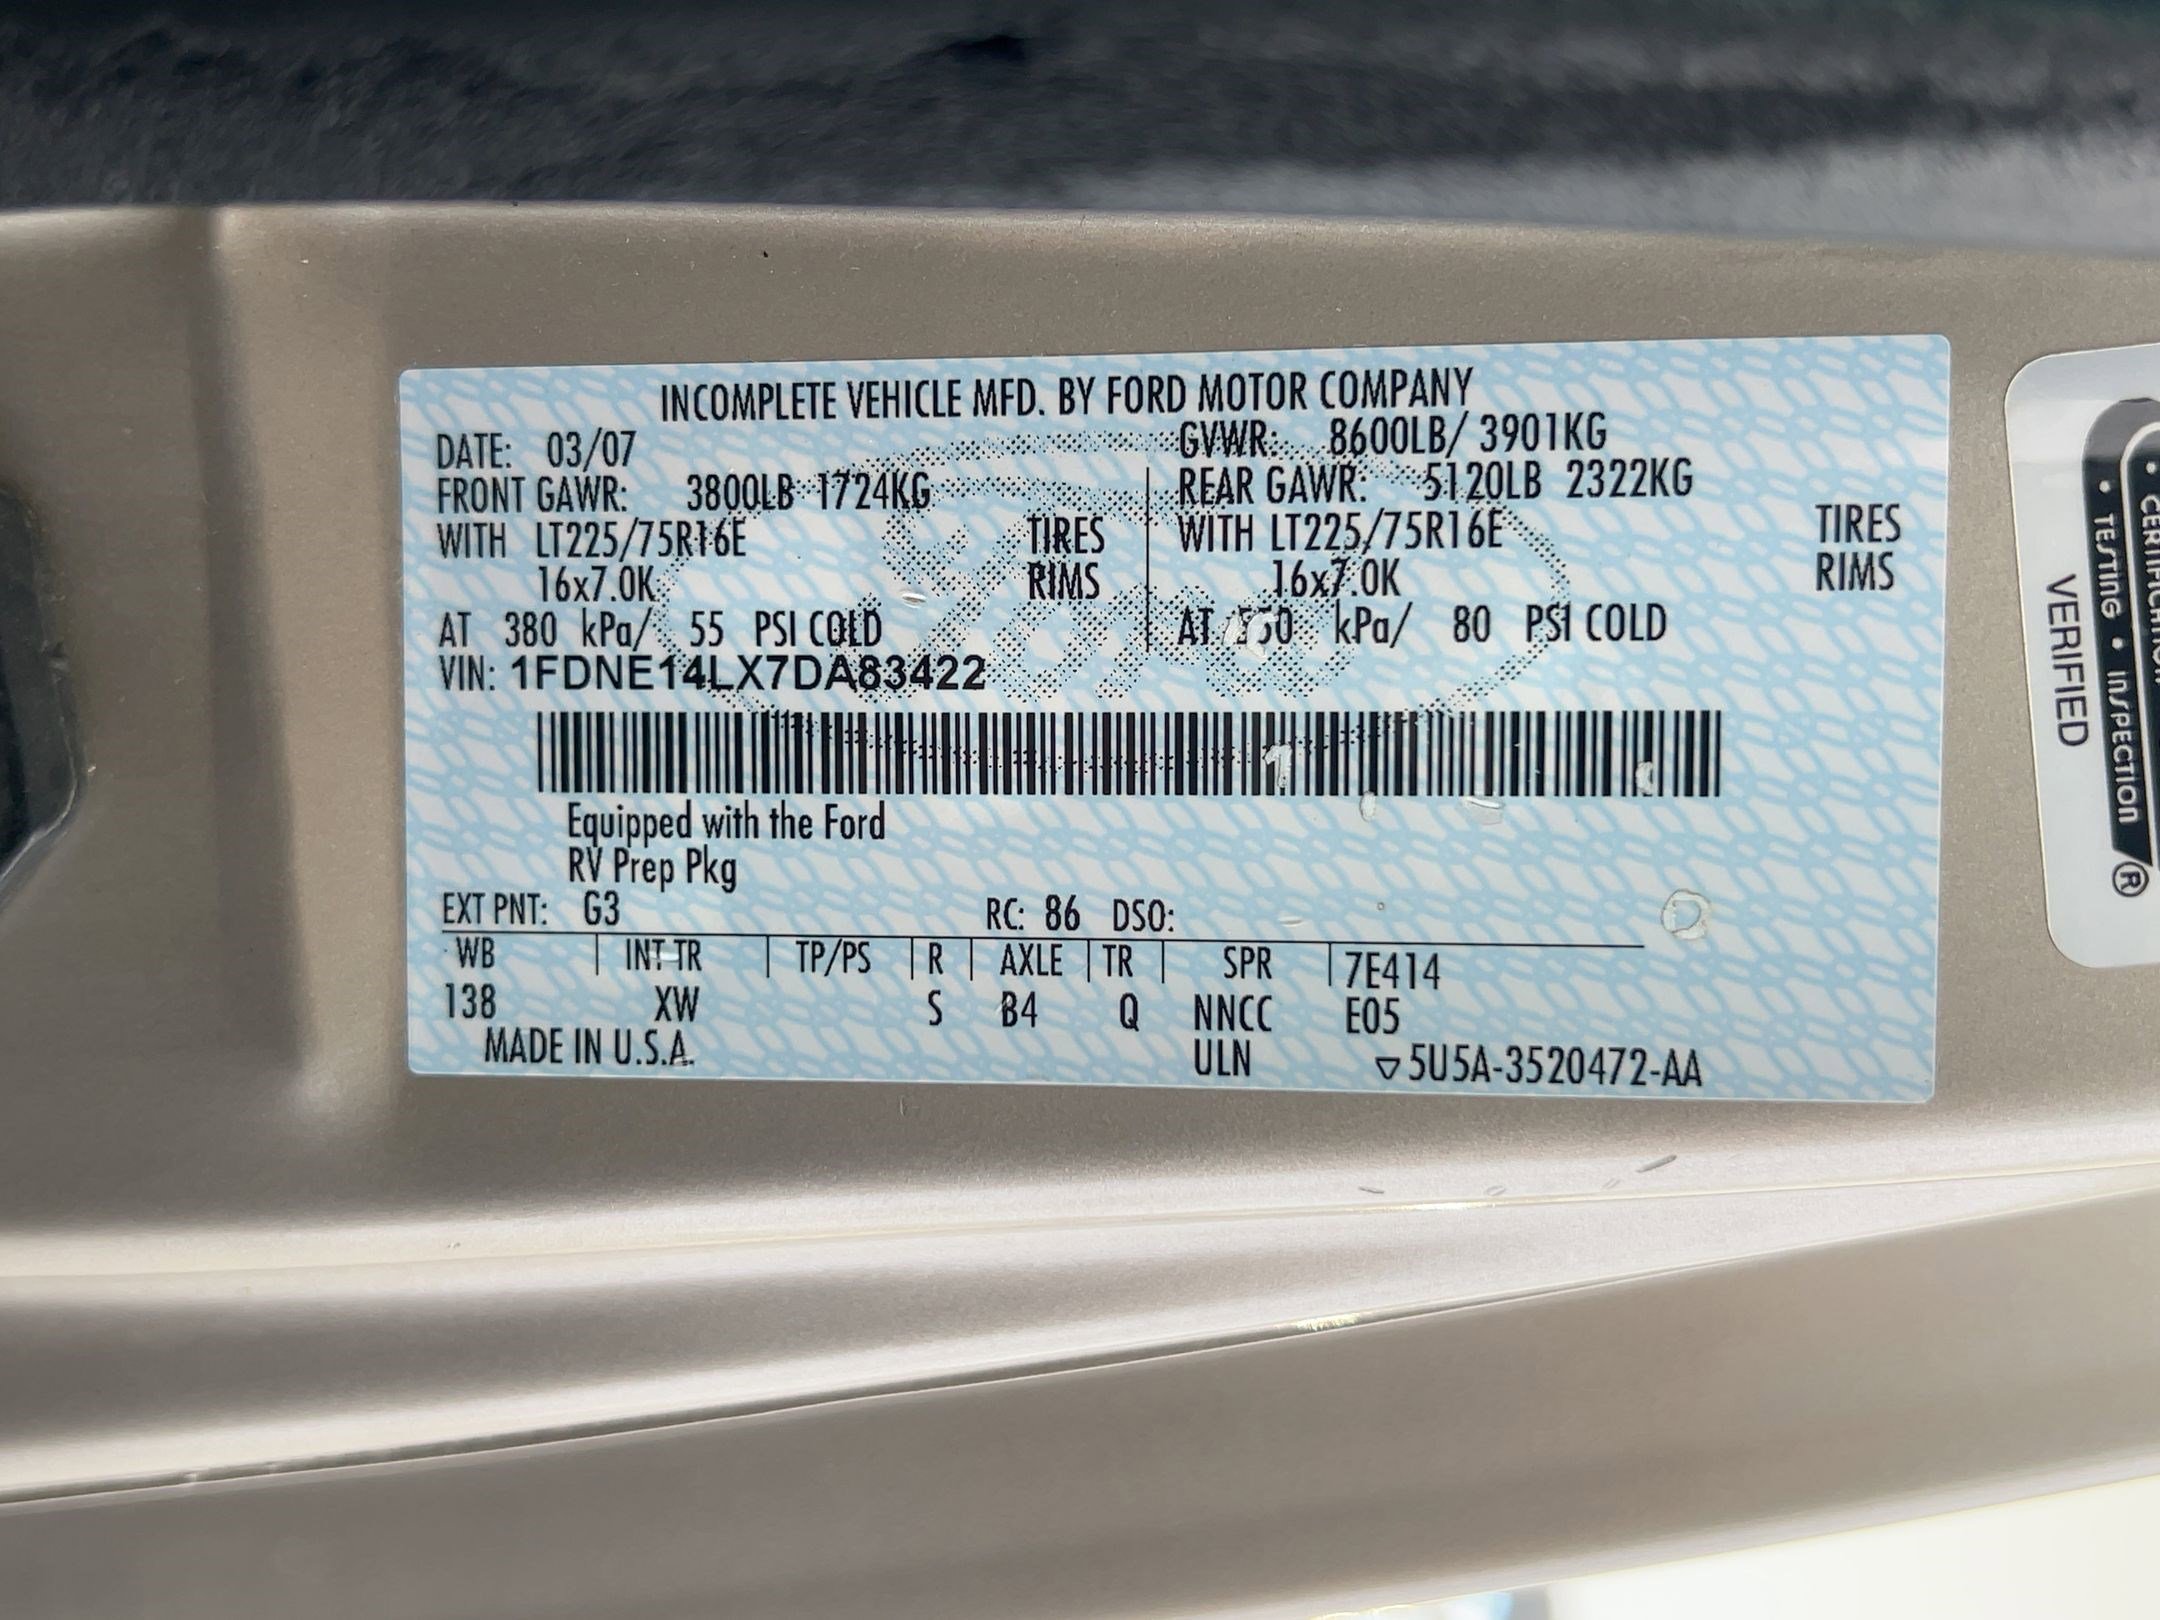 INCOMPLETE VEHICLE MFD. BY FORD MOTOR COMPANY
DATE: 03/07 GVWR: 8600LB/ 3901KG
FRONT GAWR: 3800LB 1724KG REAR GAWR: 5120LB 2322KG
WITH LT225/75R16E TIRES WITH LT225/75R16E TIRES
16x7.0K RIMS 16x7.0K RIMS
AT 380 kPa/ 55 PSI COLD AT 550 kPa/ 80 PSI COLD
VIN: 1FDNE14LX7DA83422
Equipped with the Ford
RV Prep Pkg
EXT PNT: G3 RC: 86 DSO:
WB INT TR TP/PS R AXLE TR SPR 7E414
138 XW S B4 Q NNCC E05
MADE IN U.S.A. ULN ▽5U5A-3520472-AA
• TESTING • INSPECTION
®
VERIFIED